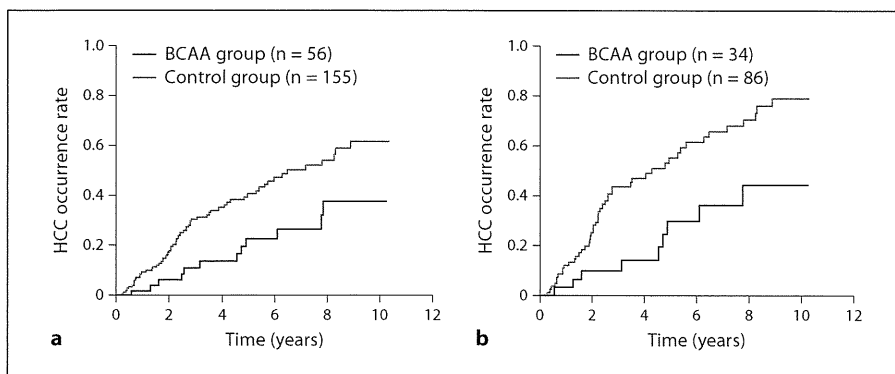 1.0
0.8
0.6
0.4
0.2
0
HCC occurrence rate
BCAA group (n = 56)
Control group (n = 155)
0 2 4 6 8 10 12
Time (years)
a
1.0
0.8
0.6
0.4
0.2
0
HCC occurrence rate
BCAA group (n = 34)
Control group (n = 86)
0 2 4 6 8 10 12
Time (years)
b